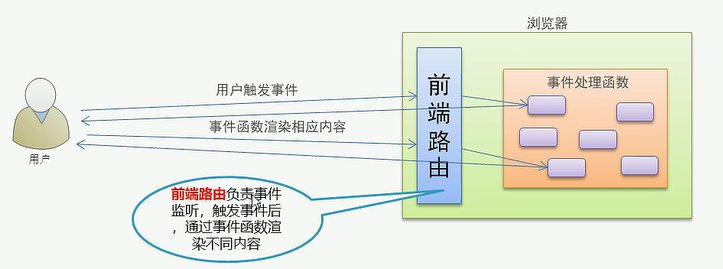 浏览器
用户触发事件
事件函数渲染相应内容
用户
前
端
路
由
事件处理函数
前端路由负责事件
监听，触发事件后
，通过事件函数渲
染不同内容